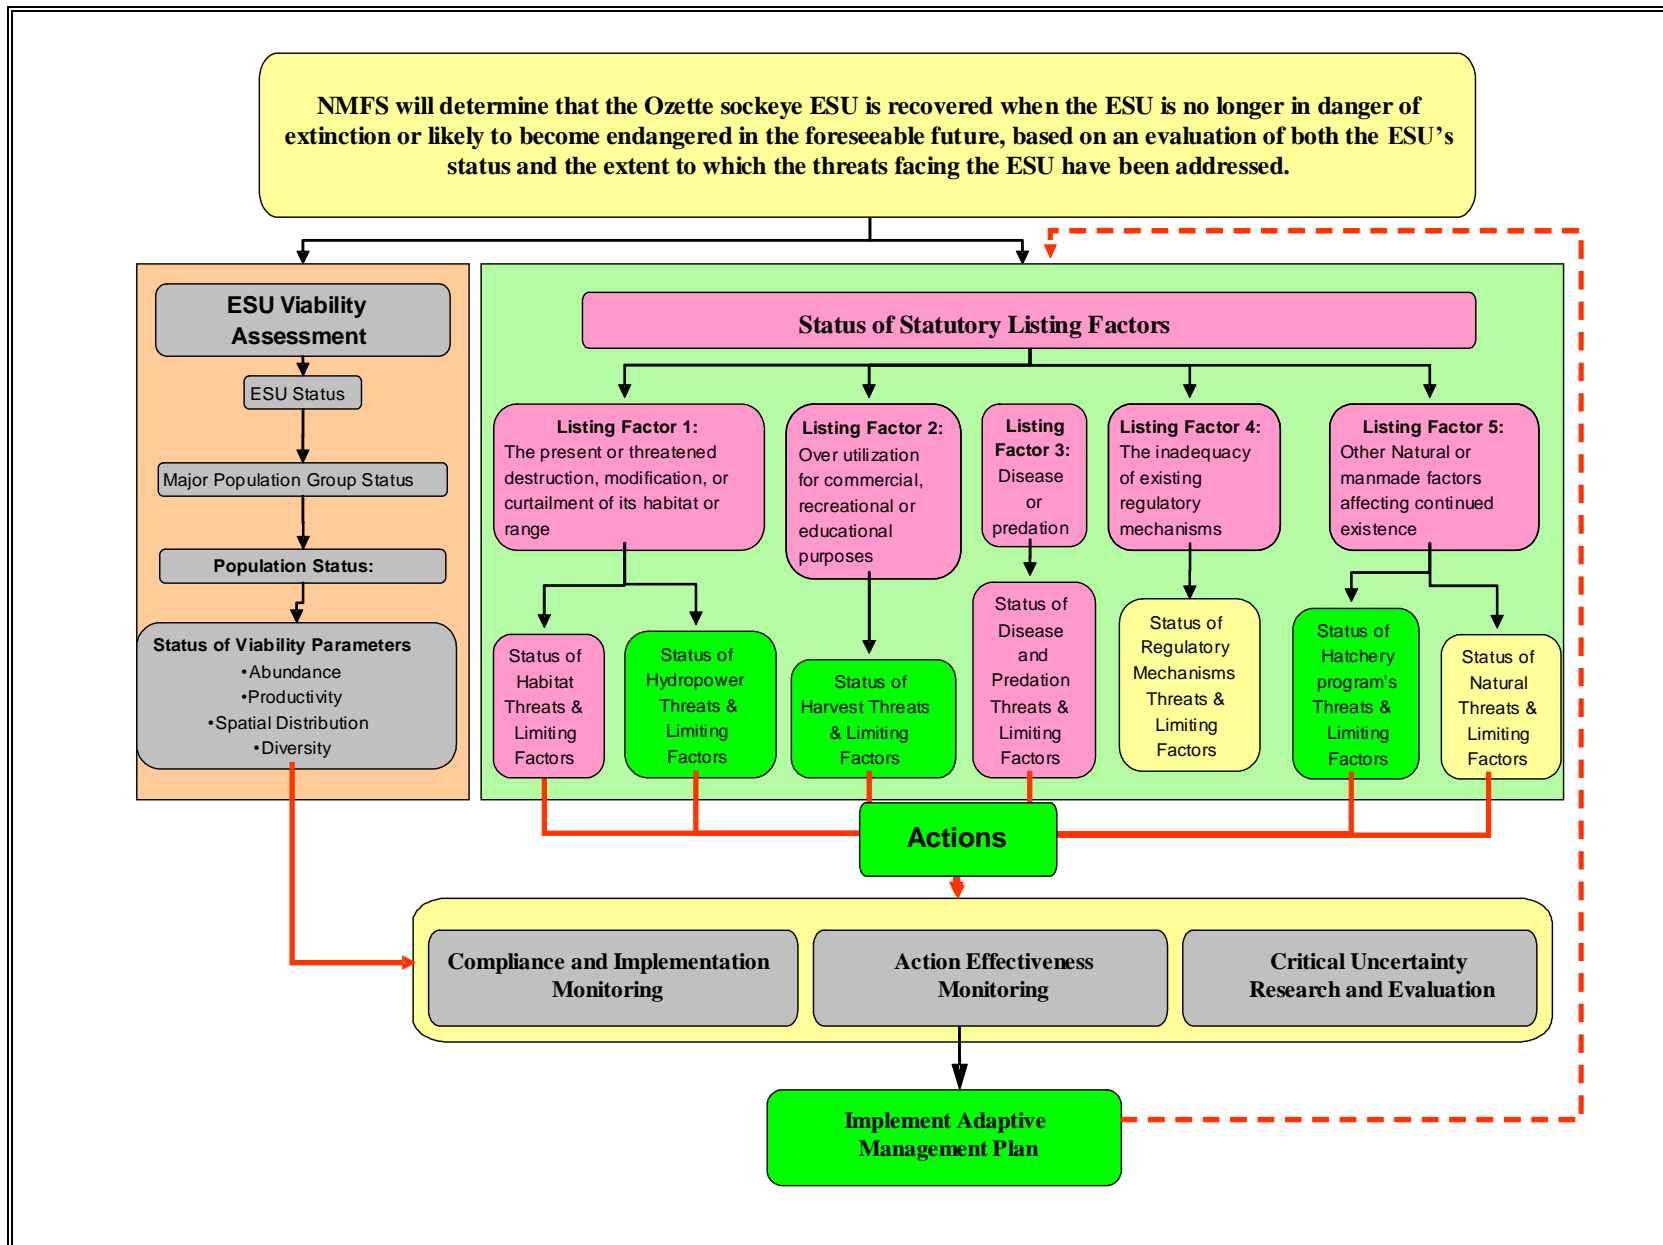 NMFS will determine that the Ozette sockeye ESU is recovered when the ESU is no longer in danger of
extinction or likely to become endangered in the foreseeable future, based on an evaluation of both the ESU’s
status and the extent to which the threats facing the ESU have been addressed.
ESU Viability
Assessment
ESU Status
Major Population Group Status
Population Status:
Status of Viability Parameters
•Abundance
•Productivity
•Spatial Distribution
•Diversity
Status of Statutory Listing Factors
Listing Factor 1:
The present or threatened
destruction, modification, or
curtailment of its habitat or
range
Listing Factor 2:
Over utilization
for commercial,
recreational or
educational
purposes
Listing
Factor 3:
Disease
or
predation
Listing Factor 4:
The inadequacy
of existing
regulatory
mechanisms
Listing Factor 5:
Other Natural or
manmade factors
affecting continued
existence
Status of
Habitat
Threats &
Limiting
Factors
Status of
Hydropower
Threats &
Limiting
Factors
Status of
Harvest Threats
& Limiting
Factors
Status of
Disease
and
Predation
Threats &
Limiting
Factors
Status of
Regulatory
Mechanisms
Threats &
Limiting
Factors
Status of
Hatchery
program’s
Threats &
Limiting
Factors
Status of
Natural
Threats &
Limiting
Factors
Actions
Compliance and Implementation
Monitoring
Action Effectiveness
Monitoring
Critical Uncertainty
Research and Evaluation
Implement Adaptive
Management Plan